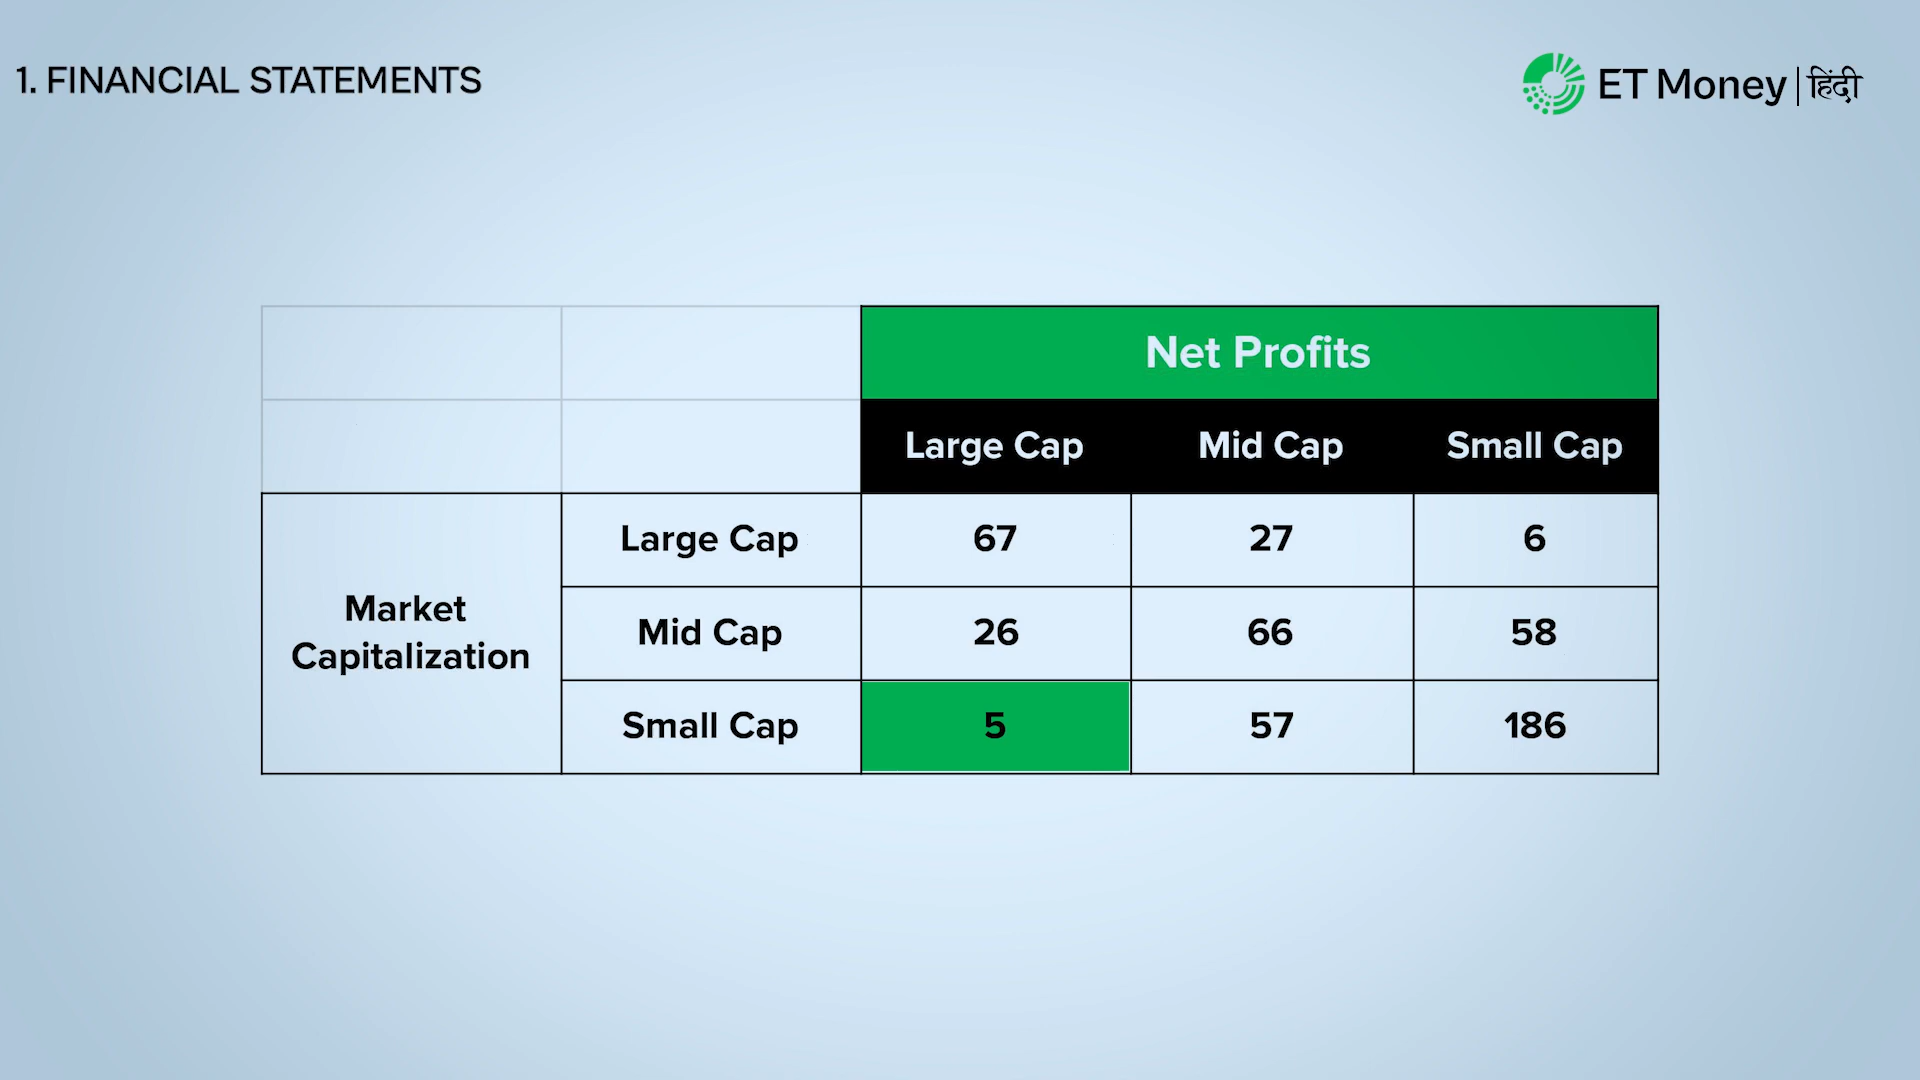 1. FINANCIAL STATEMENTS
ET Money | हिंदी
Net Profits
Large Cap Mid Cap Small Cap
Large Cap 67 27 6
Market
Capitalization
Mid Cap 26 66 58
Small Cap 5 57 186